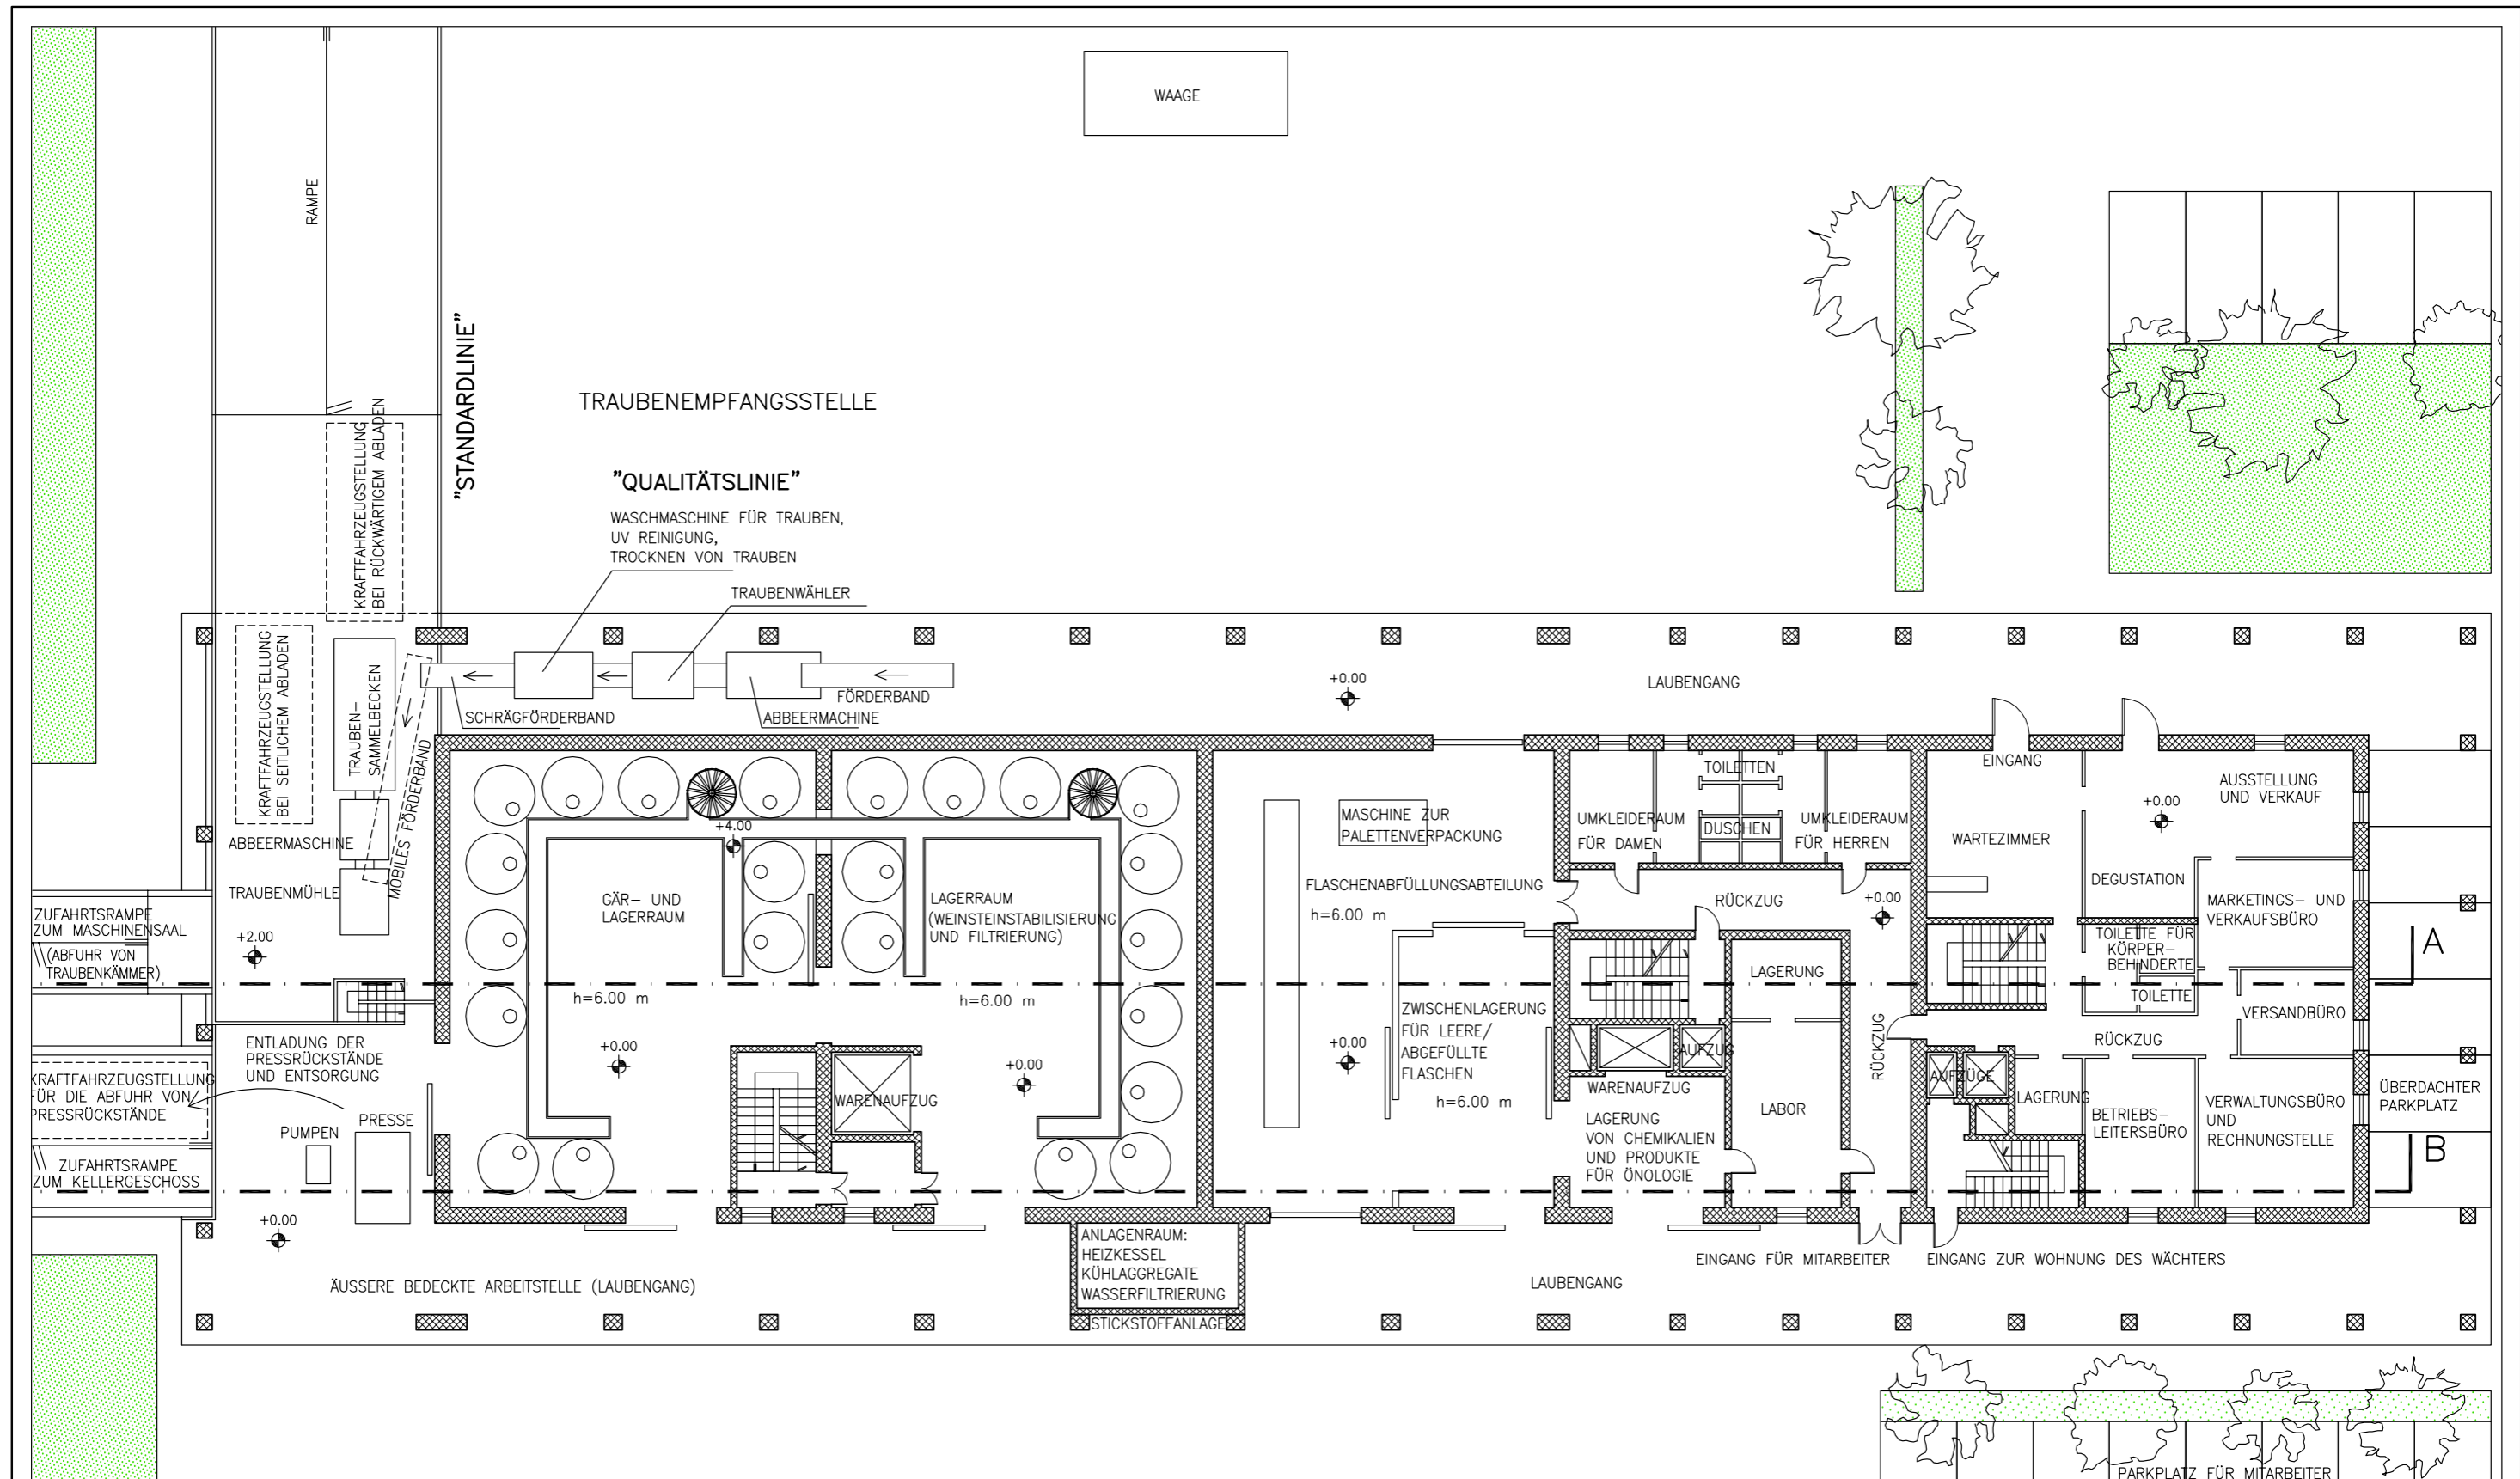 WAAGE
RAMPE
"STANDARDLINIE"
TRAUBENEMPFANGSSTELLE
"QUALITÄTSLINIE"
WASCHMASCHINE FÜR TRAUBEN,
UV REINIGUNG,
TROCKNEN VON TRAUBEN
TRAUBENWÄHLER
KRAFTFAHRZEUGSTELLUNG
BEI RÜCKWÄRTIGEM ABLADEN
KRAFTFAHRZEUGSTELLUNG
BEI SEITLICHEM ABLADEN
TRAUBEN-
SAMMELBECKEN
MOBILES FÖRDERBAND
SCHRÄGFÖRDERBAND
ABBEERMACHINE
FÖRDERBAND
+0.00
LAUBENGANG
ABBEERMASCHINE
TRAUBENMÜHLE
+2.00
ZUFAHRTSRAMPE
ZUM MASCHINENSAAL
(ABFUHR VON
TRAUBENKÄMMER)
ENTLADUNG DER
PRESSRÜCKSTÄNDE
UND ENTSORGUNG
KRAFTFAHRZEUGSTELLUNG
FÜR DIE ABFUHR VON
PRESSRÜCKSTÄNDE
PUMPEN
PRESSE
ZUFAHRTSRAMPE
ZUM KELLERGESCHOSS
+0.00
ÄUSSERE BEDECKTE ARBEITSTELLE (LAUBENGANG)
+4.00
GÄR- UND
LAGERRAUM
h=6.00 m
+0.00
LAGERRAUM
(WEINSTEINSTABILISIERUNG
UND FILTRIERUNG)
h=6.00 m
+0.00
WARENAUFZUG
ANLAGENRAUM:
HEIZKESSEL
KÜHLAGGREGATE
WASSERFILTRIERUNG
STICKSTOFFANLAGE
MASCHINE ZUR
PALETTENVERPACKUNG
FLASCHENABFÜLLUNGSABTEILUNG
h=6.00 m
+0.00
ZWISCHENLAGERUNG
FÜR LEERE/
ABGEFÜLLTE
FLASCHEN
h=6.00 m
UMKLEIDERAUM
FÜR DAMEN
TOILETTEN
DUSCHEN
UMKLEIDERAUM
FÜR HERREN
RÜCKZUG
+0.00
LAGERUNG
AUFZUG
WARENAUFZUG
LAGERUNG
VON CHEMIKALIEN
UND PRODUKTE
FÜR ÖNOLOGIE
LABOR
RÜCKZUG
EINGANG FÜR MITARBEITER
LAUBENGANG
EINGANG ZUR WOHNUNG DES WÄCHTERS
EINGANG
WARTEZIMMER
AUSSTELLUNG
UND VERKAUF
+0.00
DEGUSTATION
MARKETINGS- UND
VERKAUFSBÜRO
TOILETTE FÜR
KÖRPER-
BEHINDERTE
TOILETTE
VERSANDBÜRO
RÜCKZUG
AUFZÜGE
LAGERUNG
BETRIEBS-
LEITERSBÜRO
VERWALTUNGSBÜRO
UND
RECHNUNGSTELLE
A
ÜBERDACHTER
PARKPLATZ
B
PARKPLATZ FÜR MITARBEITER